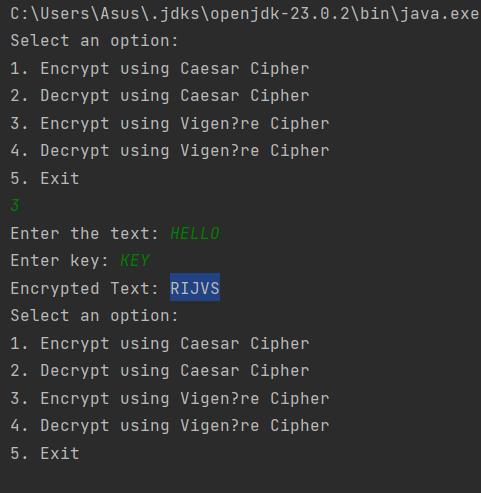 C:\Users\Asus\.jdks\openjdk-23.0.2\bin\java.exe
Select an option:
1. Encrypt using Caesar Cipher
2. Decrypt using Caesar Cipher
3. Encrypt using Vigen?re Cipher
4. Decrypt using Vigen?re Cipher
5. Exit
3
Enter the text: HELLO
Enter key: KEY
Encrypted Text: RIJVS
Select an option:
1. Encrypt using Caesar Cipher
2. Decrypt using Caesar Cipher
3. Encrypt using Vigen?re Cipher
4. Decrypt using Vigen?re Cipher
5. Exit